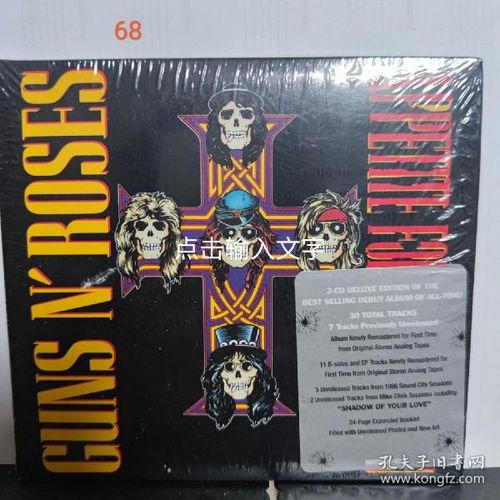 68
GUNS N' ROSES
点击输入文字
2-CD DELUXE EDITION OF THE
BEST SELLING DEBUT ALBUM OF ALL-TIME!
30 TOTAL TRACKS
7 Tracks Previously Unreleased
Album Newly Remastered for First Time
from Original Stereo Analog Tapes
11 B-sides and EP Tracks Newly Remastered for
First Time from Original Stereo Analog Tapes
5 Unreleased Tracks from 1986 Sound City Sessions
2 Unreleased Tracks from Mike Clink Sessions including
"SHADOW OF YOUR LOVE"
24-Page Expanded Booklet
Filled with Unreleased Photos and New Art
孔夫子旧书网
www.kongfz.com